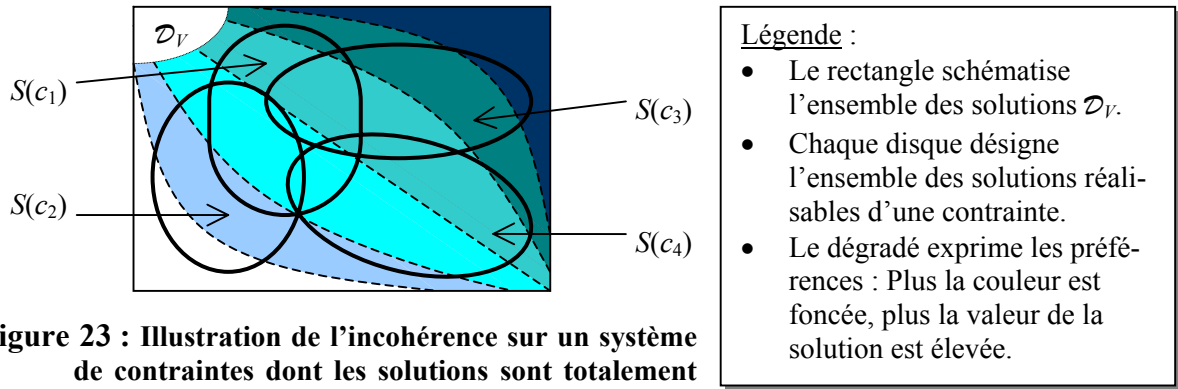 𝒟V
S(c1)
S(c2)
S(c3)
S(c4)
igure 23 : Illustration de l’incohérence sur un système
de contraintes dont les solutions sont totalement
Légende :
• Le rectangle schématise
l’ensemble des solutions 𝒟V.
• Chaque disque désigne
l’ensemble des solutions réali-
sables d’une contrainte.
• Le dégradé exprime les préfé-
rences : Plus la couleur est
foncée, plus la valeur de la
solution est élevée.